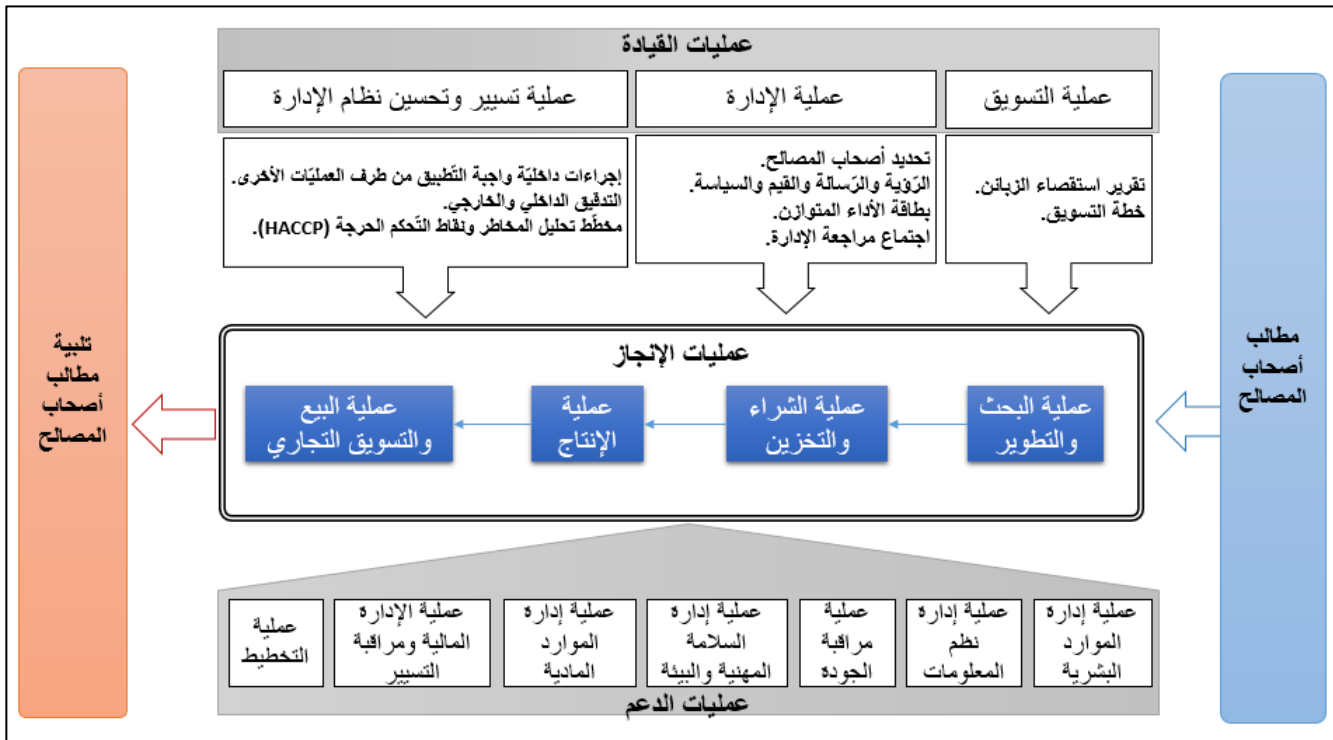 عمليات القيادة
عملية التسويق
عملية الإدارة
عملية تسيير وتحسين نظام الإدارة
تقرير استقصاء الزبائن.
خطة التسويق.
تحديد أصحاب المصالح.
الرّؤية والرّسالة والقيم والسياسة.
بطاقة الأداء المتوازن.
اجتماع مراجعة الإدارة.
إجراءات داخليّة واجبة التّطبيق من طرف العمليّات الأخرى.
التدقيق الداخلي والخارجي.
مخطّط تحليل المخاطر ونقاط التّحكم الحرجة (HACCP).
مطالب
أصحاب
المصالح
عمليات الإنجاز
عملية البحث
والتطوير
عملية الشراء
والتخزين
عملية
الإنتاج
عملية البيع
والتسويق التجاري
تلبية
مطالب
أصحاب
المصالح
عملية إدارة
الموارد
البشرية
عملية إدارة
نظم
المعلومات
عملية
مراقبة
الجودة
عملية إدارة
السلامة
المهنية والبيئة
عملية إدارة
الموارد
المادية
عملية الإدارة
المالية ومراقبة
التسيير
عملية
التخطيط
عمليات الدعم